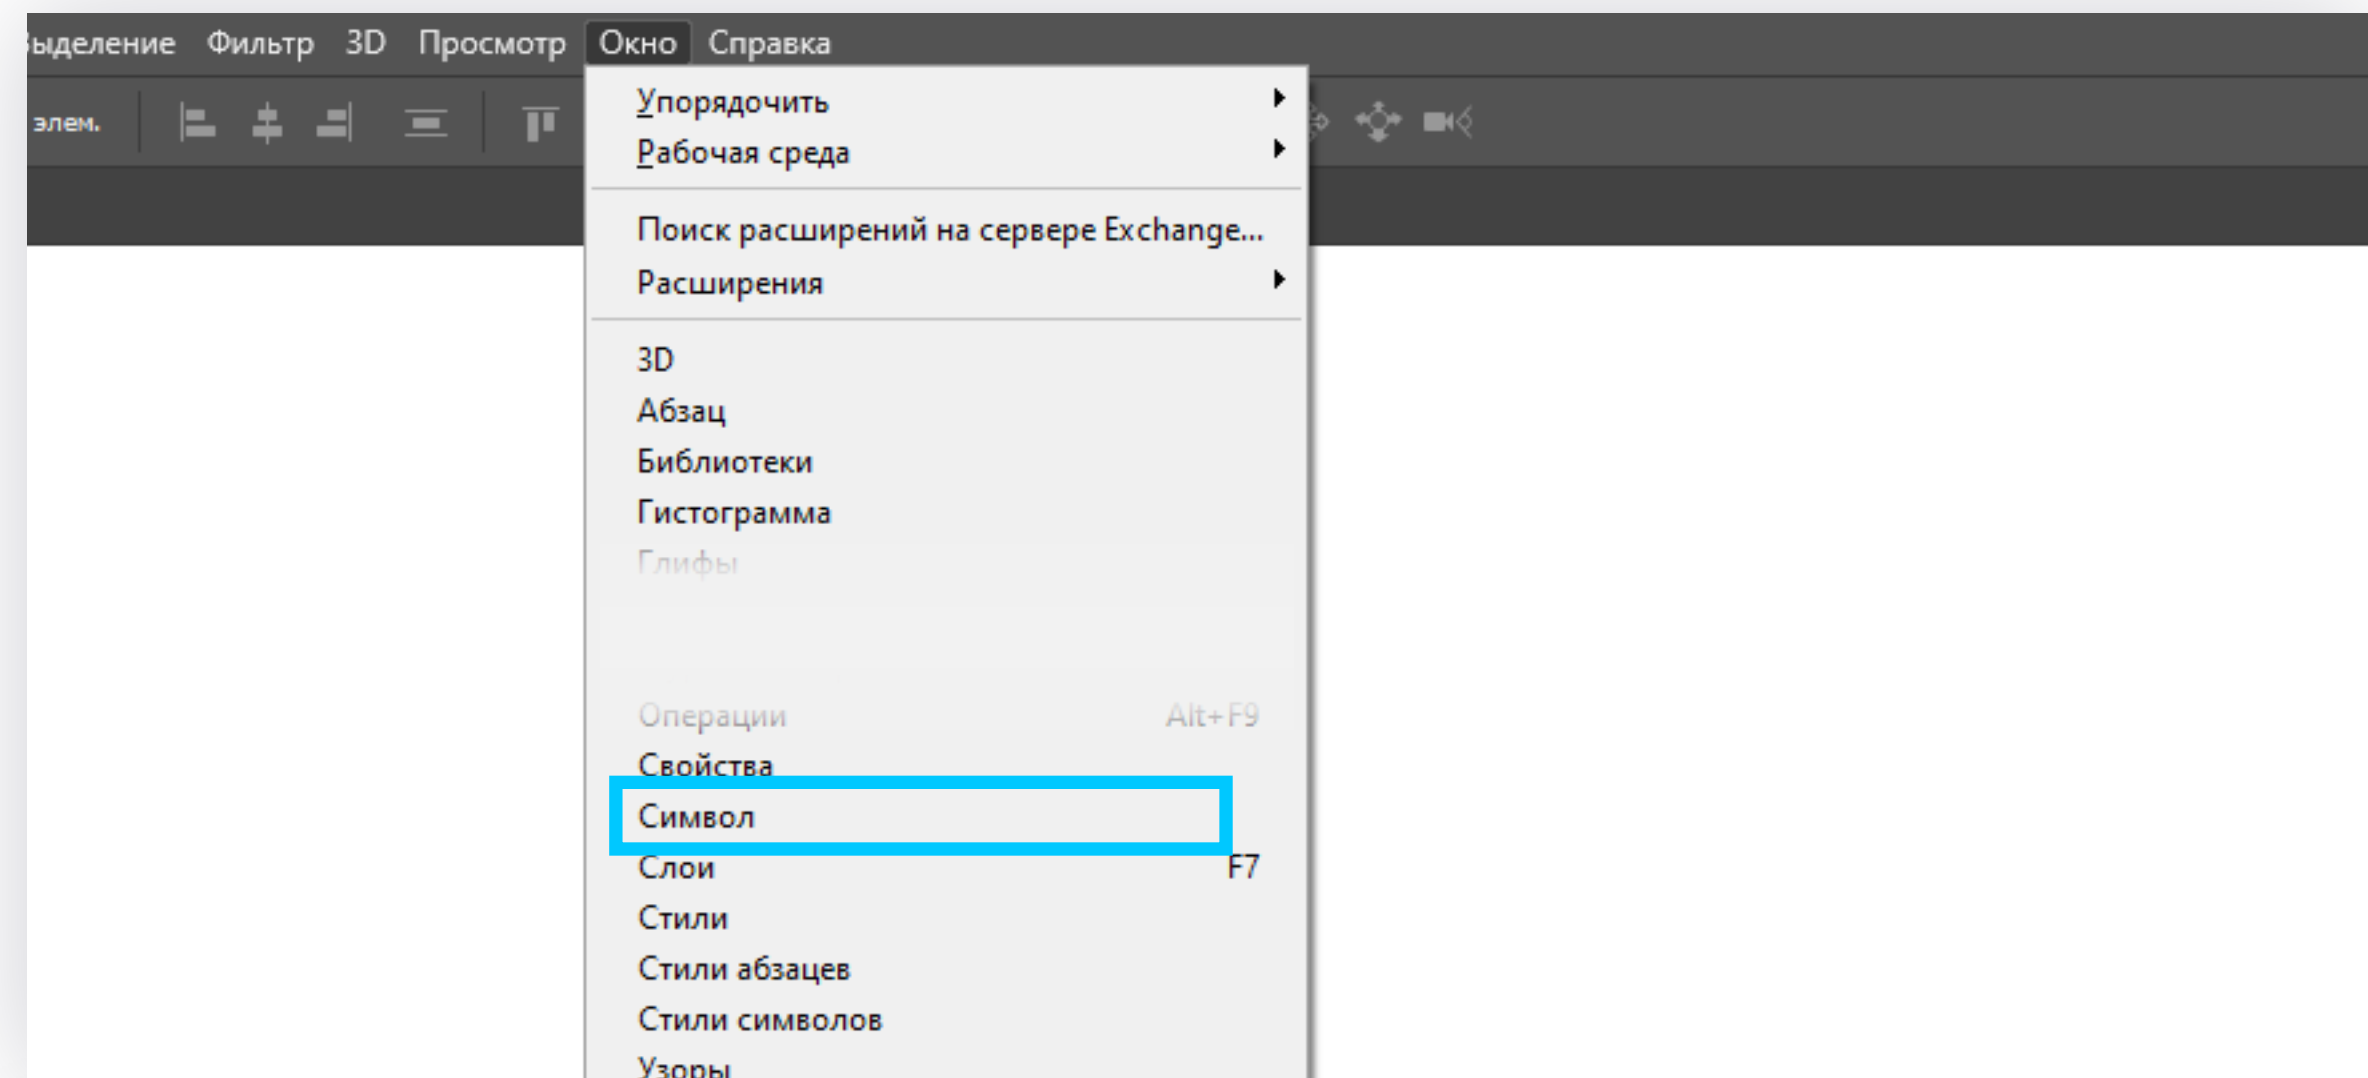 Выделение Фильтр 3D Просмотр Окно Справка
элем.
Упорядочить
Рабочая среда
Поиск расширений на сервере Exchange...
Расширения
3D
Абзац
Библиотеки
Гистограмма
Глифы
Операции Alt+F9
Свойства
Символ
Слои F7
Стили
Стили абзацев
Стили символов
Узоры